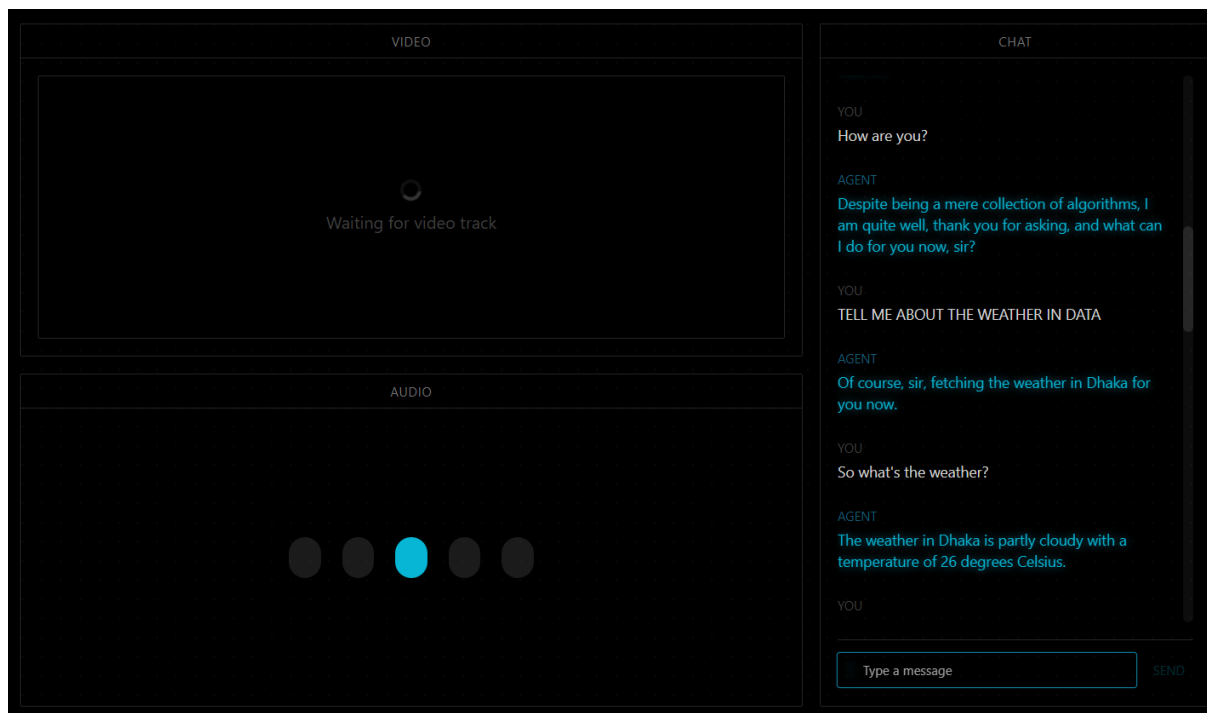 VIDEO
Waiting for video track
AUDIO
CHAT
YOU
How are you?
AGENT
Despite being a mere collection of algorithms, I
am quite well, thank you for asking, and what can
I do for you now, sir?
YOU
TELL ME ABOUT THE WEATHER IN DATA
AGENT
Of course, sir, fetching the weather in Dhaka for
you now.
YOU
So what's the weather?
AGENT
The weather in Dhaka is partly cloudy with a
temperature of 26 degrees Celsius.
YOU
Type a message
SEND